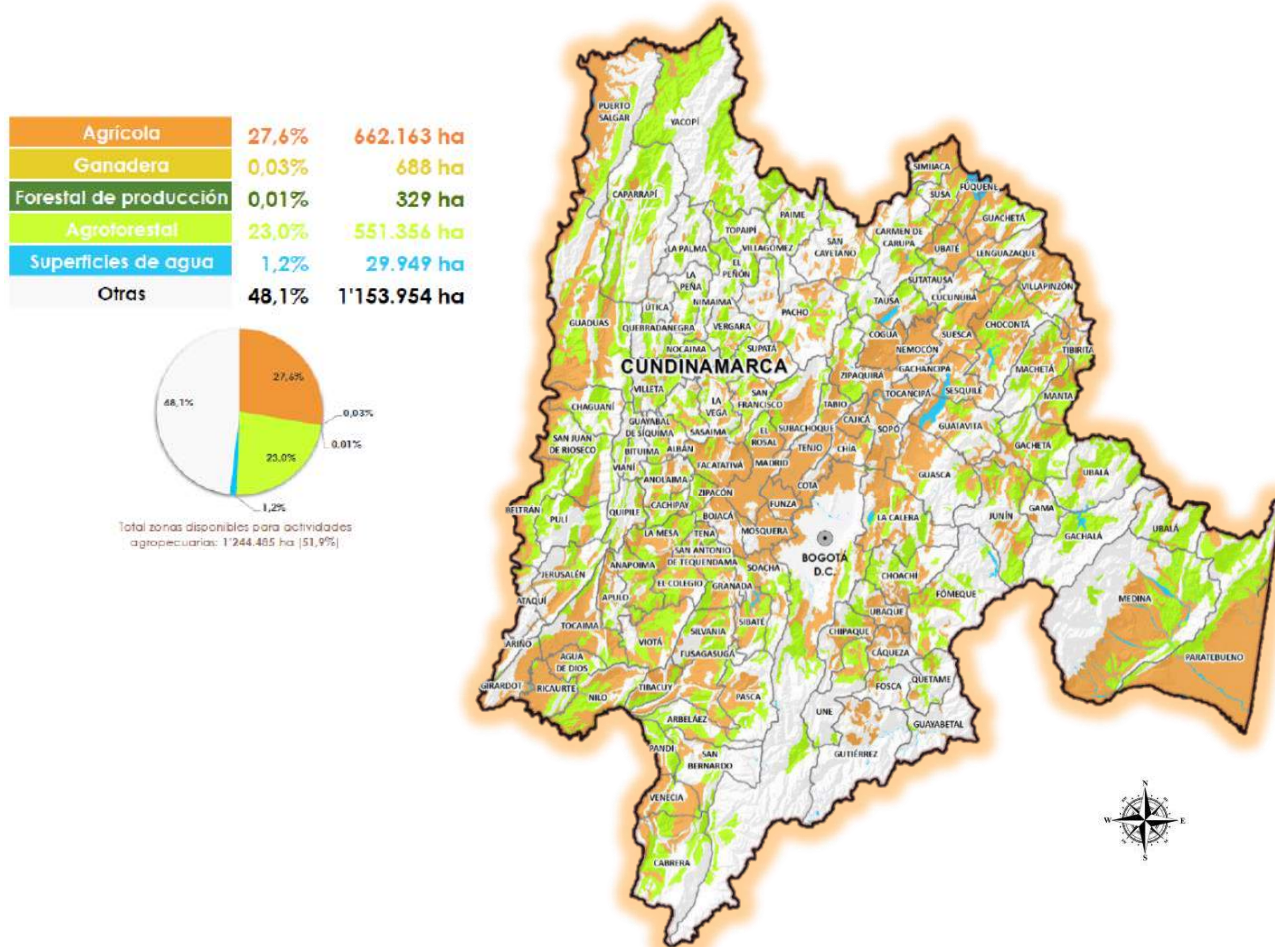 Agrícola 27,6% 662.163 ha
Ganadera 0,03% 688 ha
Forestal de producción 0,01% 329 ha
Agroforestal 23,0% 551.356 ha
Superficies de agua 1,2% 29.949 ha
Otras 48,1% 1'153.954 ha
27,6%
48,1%
0,03%
0,01%
23,0%
1,2%
Total zonas disponibles para actividades
agropecuarias: 1'244.485 ha (51,9%)
PUERTO
SALGAR
YACOPÍ
CAPARRAPÍ
PAIME
TOPAIPÍ
VILLAGÓMEZ
LA PALMA
EL
PEÑÓN
SAN
CAYETANO
CARMEN DE
CARUPA
SIMIJACA
SUSA
FÚQUENE
GUACHETÁ
UBATÉ
LENGUAZAQUE
SUTATAUSA
CUCUNUBÁ
VILLAPINZÓN
LA
PEÑA
NIMAIMA
ÚTICA
PACHO
TAUSA
GUADUAS
QUEBRADANEGRA
VERGARA
COGUA
SUESCA
CHOCONTÁ
NEMOCÓN
TIBIRITA
NOCAIMA
SUPATÁ
CUNDINAMARCA
ZIPAQUIRÁ
GACHANCIPÁ
MACHETÁ
VILLETA
LA
VEGA
SAN
FRANCISCO
TABIO
TOCANCIPÁ
SESQUILÉ
MANTA
CHAGUANÍ
GUAYABAL
DE SÍQUIMA
SASAIMA
EL
ROSAL
SUBACHOQUE
CAJICÁ
SOPÓ
GUATAVITA
SAN JUAN
DE RIOSECO
BITUIMA
ALBÁN
TENJO
CHÍA
GACHETÁ
VIANÍ
FACATATIVÁ
MADRID
GUASCA
UBALÁ
ANOLAIMA
ZIPACÓN
COTA
BELTRÁN
PULÍ
QUIPILE
CACHIPAY
BOJACÁ
FUNZA
LA CALERA
JUNÍN
GAMA
GACHALÁ
UBALÁ
LA MESA
TENA
MOSQUERA
BOGOTÁ
D.C.
JERUSALÉN
ANAPOIMA
SAN ANTONIO
DE TEQUENDAMA
SOACHA
CHOACHÍ
FÓMEQUE
MEDINA
EL COLEGIO
GRANADA
ATAQUÍ
APULO
UBAQUE
TOCAIMA
SIBATÉ
CHIPAQUE
ARIÑO
VIOTÁ
SILVANIA
FUSAGASUGÁ
CÁQUEZA
PARATEBUENO
AGUA
DE DIOS
GIRARDOT
RICAURTE
NILO
TIBACUY
PASCA
FOSCA
QUETAME
ARBELÁEZ
UNE
GUAYABETAL
PANDI
SAN
BERNARDO
GUTIÉRREZ
VENECIA
CABRERA
N
W
E
S